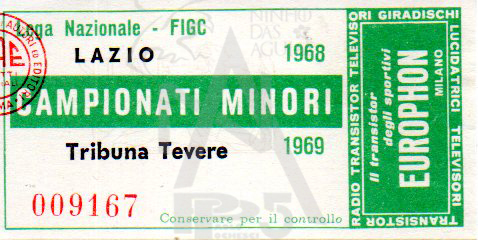 Lega Nazionale - FIGC
LAZIO 1968
CAMPIONATI MINORI
Tribuna Tevere 1969
009167
Conservare per il controllo
RADIO TRANSISTOR TELEVISORI GIRADISCHI
LUCIDATRICI TELEVISORI
TRANSISTOR
Il transistor
degli sportivi
EUROPHON
MILANO